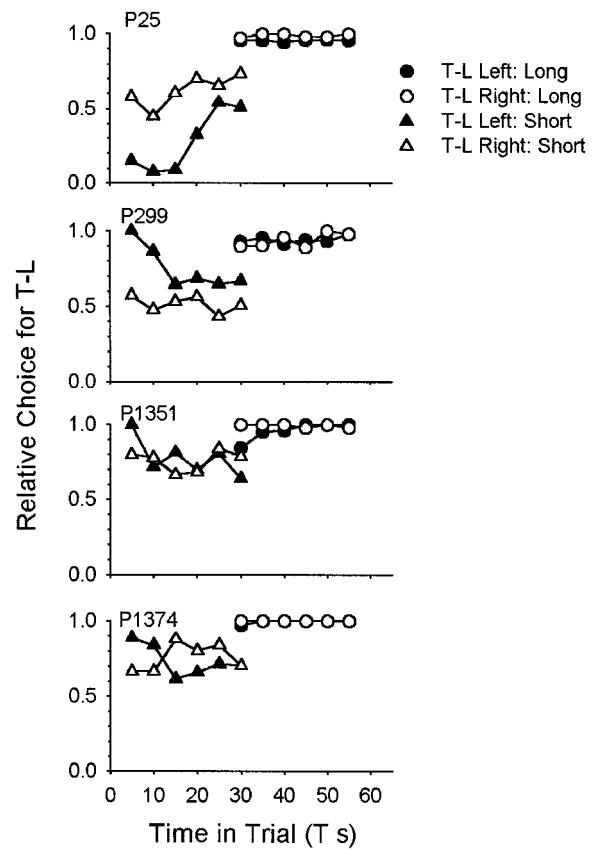 P25
1.0
0.5
0.0
T-L Left: Long
T-L Right: Long
T-L Left: Short
T-L Right: Short
P299
1.0
0.5
0.0
Relative Choice for T-L
P1351
1.0
0.5
0.0
P1374
1.0
0.5
0.0
0 10 20 30 40 50 60
Time in Trial (T s)